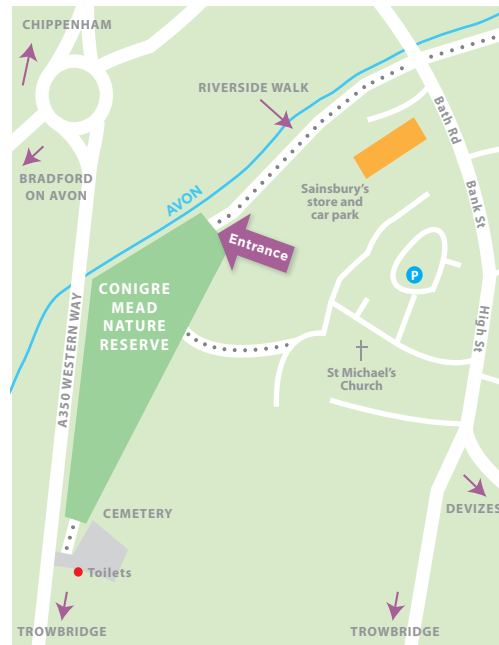 CHIPPENHAM
RIVERSIDE WALK
Bath Rd
BRADFORD
ON AVON
AVON
Sainsbury's
store and
car park
Bank St
Entrance
P
CONIGRE
MEAD
NATURE
RESERVE
A350 WESTERN WAY
High St
St Michael's
Church
CEMETERY
DEVIZES
Toilets
TROWBRIDGE
TROWBRIDGE